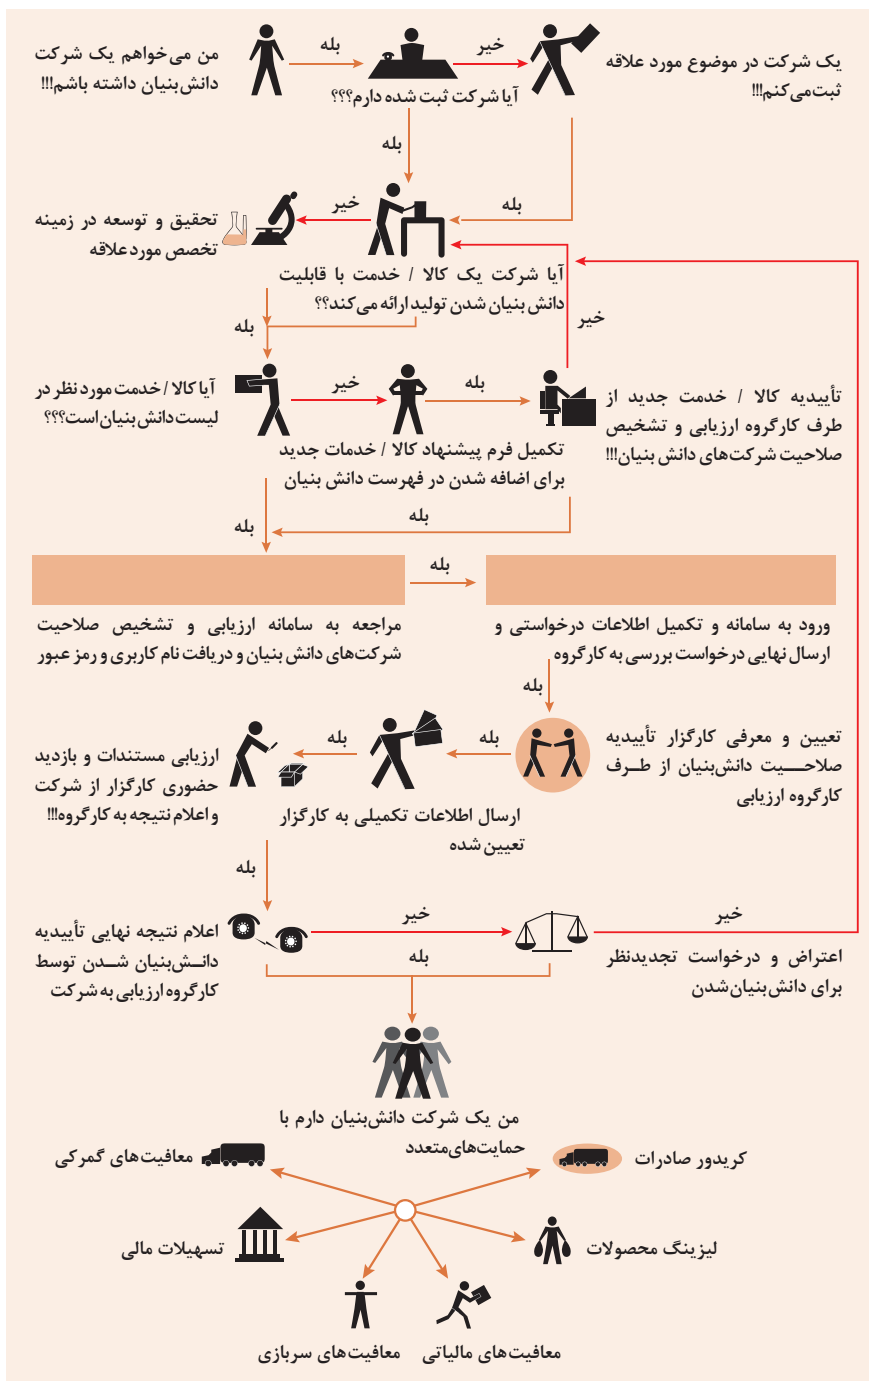 من می‌خواهم یک شرکت
دانش‌بنیان داشته باشم!!!
بله
آیا شرکت ثبت شده دارم؟؟؟
خیر
یک شرکت در موضوع مورد علاقه
ثبت‌می‌کنم!!!
بله
بله
خیر
تحقیق و توسعه در زمینه
تخصص موردعلاقه
آیا شرکت یک کالا / خدمت با قابلیت
دانش‌بنیان شدن تولید ارائه می‌کند؟؟
خیر
بله
آیا کالا / خدمت مورد نظر در
لیست دانش‌بنیان است؟؟؟
خیر
تکمیل فرم پیشنهاد کالا / خدمات جدید
برای اضافه شدن در فهرست دانش بنیان
بله
تأییدیه کالا / خدمت جدید از
طرف کارگروه ارزیابی و تشخیص
صلاحیت شرکت‌های دانش بنیان!!!
بله
بله
بله
مراجعه به سامانه ارزیابی و تشخیص صلاحیت
شرکت‌های دانش بنیان و دریافت نام کاربری و رمز عبور
ورود به سامانه و تکمیل اطلاعات درخواستی و
ارسال نهایی درخواست بررسی به کارگروه
بله
تعیین و معرفی کارگزار تأییدیه
صلاحیت دانش‌بنیان از طرف
کارگروه ارزیابی
بله
ارسال اطلاعات تکمیلی به کارگزار
تعیین شده
بله
ارزیابی مستندات و بازدید
حضوری کارگزار از شرکت
و اعلام نتیجه به کارگروه!!!
بله
اعلام نتیجه نهایی تأییدیه
دانش‌بنیان شدن توسط
کارگروه ارزیابی به شرکت
خیر
بله
خیر
اعتراض و درخواست تجدیدنظر
برای دانش‌بنیان‌شدن
من یک شرکت دانش‌بنیان دارم با
حمایت‌های‌متعدد
کریدور صادرات
معافیت‌های گمرکی
لیزینگ محصولات
تسهیلات مالی
معافیت‌های مالیاتی
معافیت‌های سربازی